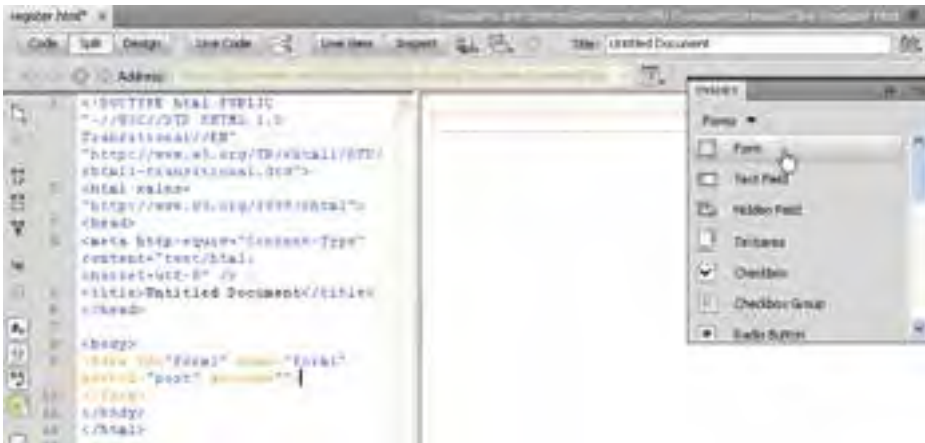 register.html* x
Code Split Design Live Code Live View Inspect Title: Untitled Document
Address:
INSERT
Forms
Form
Text Field
Hidden Field
Textarea
Checkbox
Checkbox Group
Radio Button
1 <!DOCTYPE html PUBLIC
"-//W3C//DTD XHTML 1.0
Transitional//EN"
"http://www.w3.org/TR/xhtml1/DTD/
xhtml1-transitional.dtd">
<html xmlns=
"http://www.w3.org/1999/xhtml">
<head>
<meta http-equiv="Content-Type"
content="text/html;
charset=utf-8" />
<title>Untitled Document</title>
</head>
<body>
<form id="form1" name="form1"
method="post" action="">
</form>
</body>
</html>